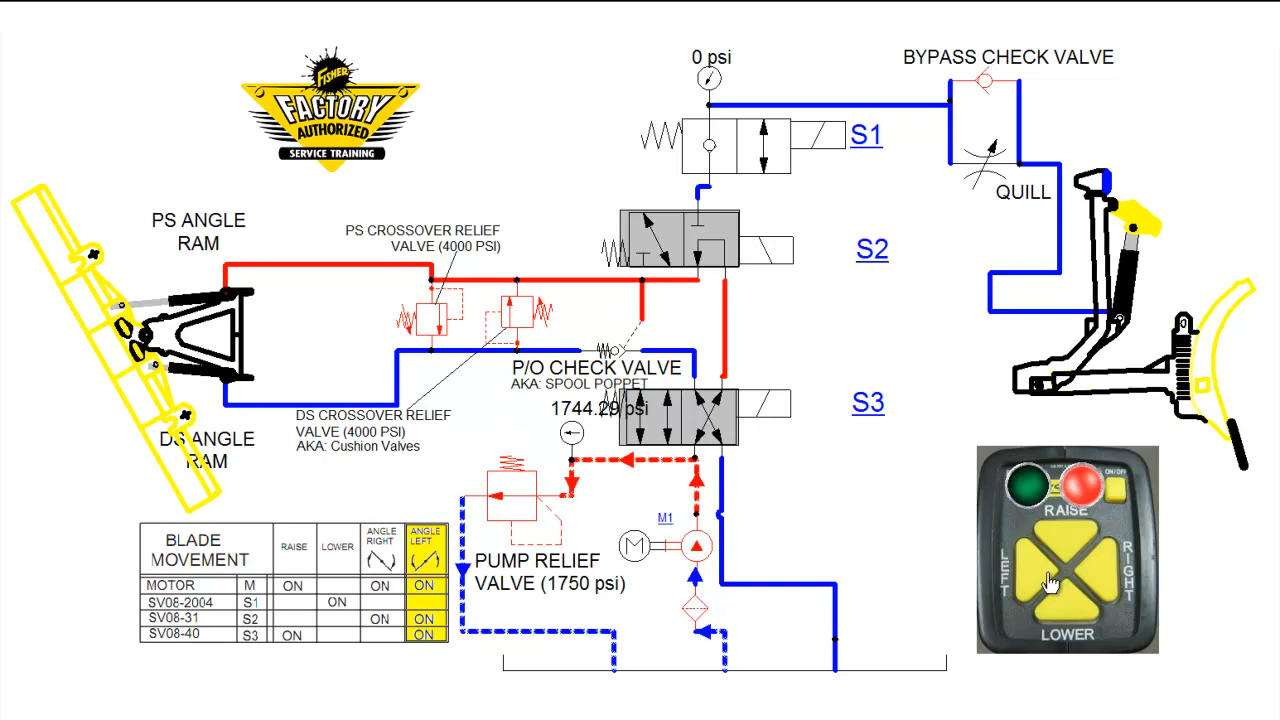 FISHER
FACTORY
AUTHORIZED
SERVICE TRAINING
0 psi
BYPASS CHECK VALVE
S1
QUILL
S2
PS ANGLE
RAM
PS CROSSOVER RELIEF
VALVE (4000 PSI)
P/O CHECK VALVE
AKA: SPOOL POPPET
1744.29 psi
S3
DS CROSSOVER RELIEF
VALVE (4000 PSI)
AKA: Cushion Valves
DS ANGLE
RAM
M1
M
PUMP RELIEF
VALVE (1750 psi)
BLADE
MOVEMENT
RAISE
LOWER
ANGLE
RIGHT
ANGLE
LEFT
MOTOR M ON ON ON
SV08-2004 S1 ON
SV08-31 S2 ON ON
SV08-40 S3 ON ON
ON/OFF
RAISE
LEFT
RIGHT
LOWER